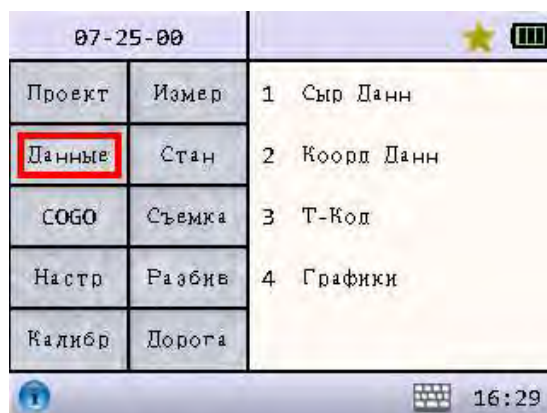 07-25-00
Проект Измер
Данные Стан
COGO Съемка
Настр Разбив
Калибр Дорога
1 Сыр Данн
2 Коорд Данн
3 Т-Код
4 Графики
16:29